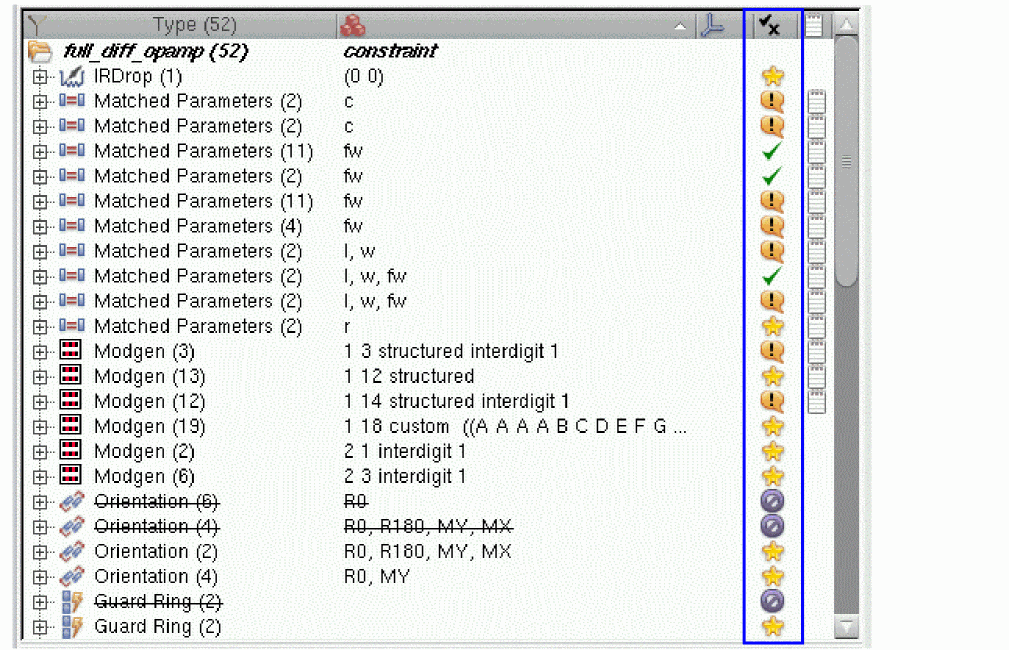 Type (52)
full_diff_opamp (52) constraint
IRDrop (1) (0 0)
Matched Parameters (2) c
Matched Parameters (2) c
Matched Parameters (11) fw
Matched Parameters (2) fw
Matched Parameters (11) fw
Matched Parameters (4) fw
Matched Parameters (2) l, w
Matched Parameters (2) l, w, fw
Matched Parameters (2) l, w, fw
Matched Parameters (2) r
Modgen (3) 1 3 structured interdigit 1
Modgen (13) 1 12 structured
Modgen (12) 1 14 structured interdigit 1
Modgen (19) 1 18 custom ((A A A A B C D E F G ...
Modgen (2) 2 1 interdigit 1
Modgen (6) 2 3 interdigit 1
Orientation (6) R0
Orientation (4) R0, R180, MY, MX
Orientation (2) R0, R180, MY, MX
Orientation (4) R0, MY
Guard Ring (2)
Guard Ring (2)